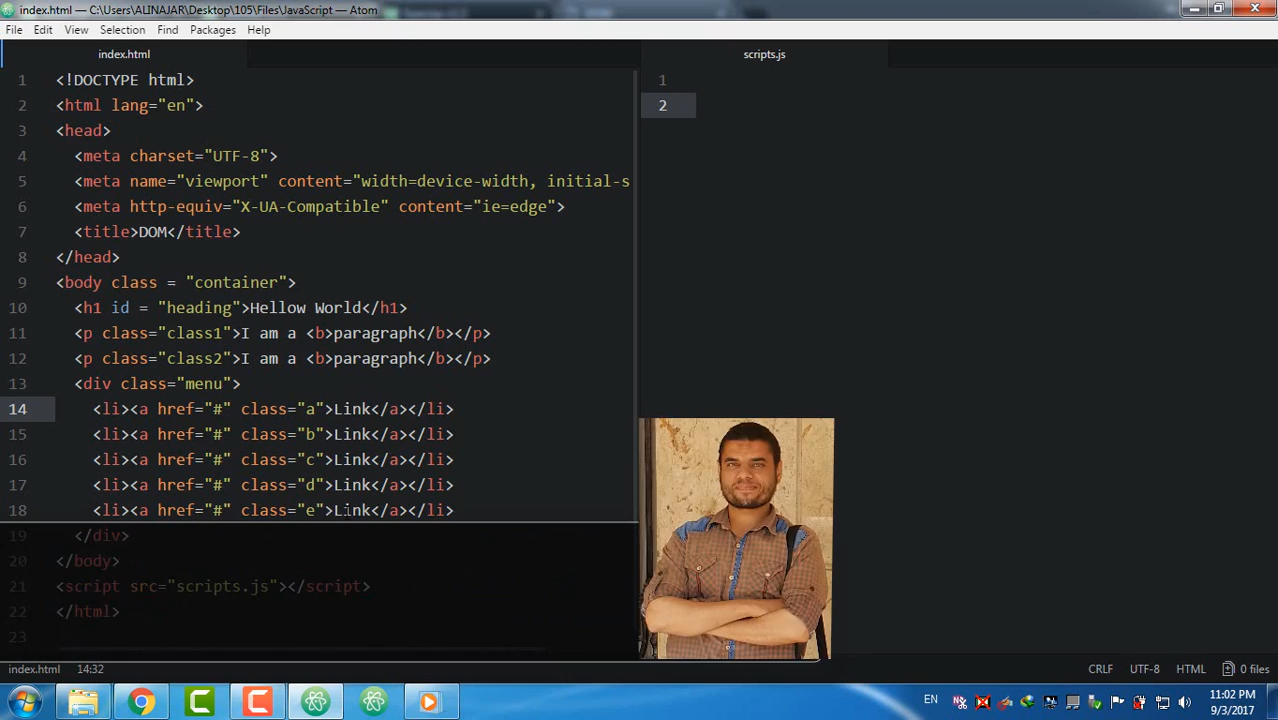 index.html — C:\Users\ALINAJAR\Desktop\105\Files\JavaScript — Atom
File Edit View Selection Find Packages Help
index.html
scripts.js
1 <!DOCTYPE html>
2 <html lang="en">
3 <head>
4 <meta charset="UTF-8">
5 <meta name="viewport" content="width=device-width, initial-s
6 <meta http-equiv="X-UA-Compatible" content="ie=edge">
7 <title>DOM</title>
8 </head>
9 <body class = "container">
10 <h1 id = "heading">Hellow World</h1>
11 <p class="class1">I am a <b>paragraph</b></p>
12 <p class="class2">I am a <b>paragraph</b></p>
13 <div class="menu">
14 <li><a href="#" class="a">Link</a></li>
15 <li><a href="#" class="b">Link</a></li>
16 <li><a href="#" class="c">Link</a></li>
17 <li><a href="#" class="d">Link</a></li>
18 <li><a href="#" class="e">Link</a></li>
19 </div>
20 </body>
21 <script src="scripts.js"></script>
22 </html>
23
1
2
index.html 14:32
CRLF UTF-8 HTML 0 files
EN
11:02 PM
9/3/2017